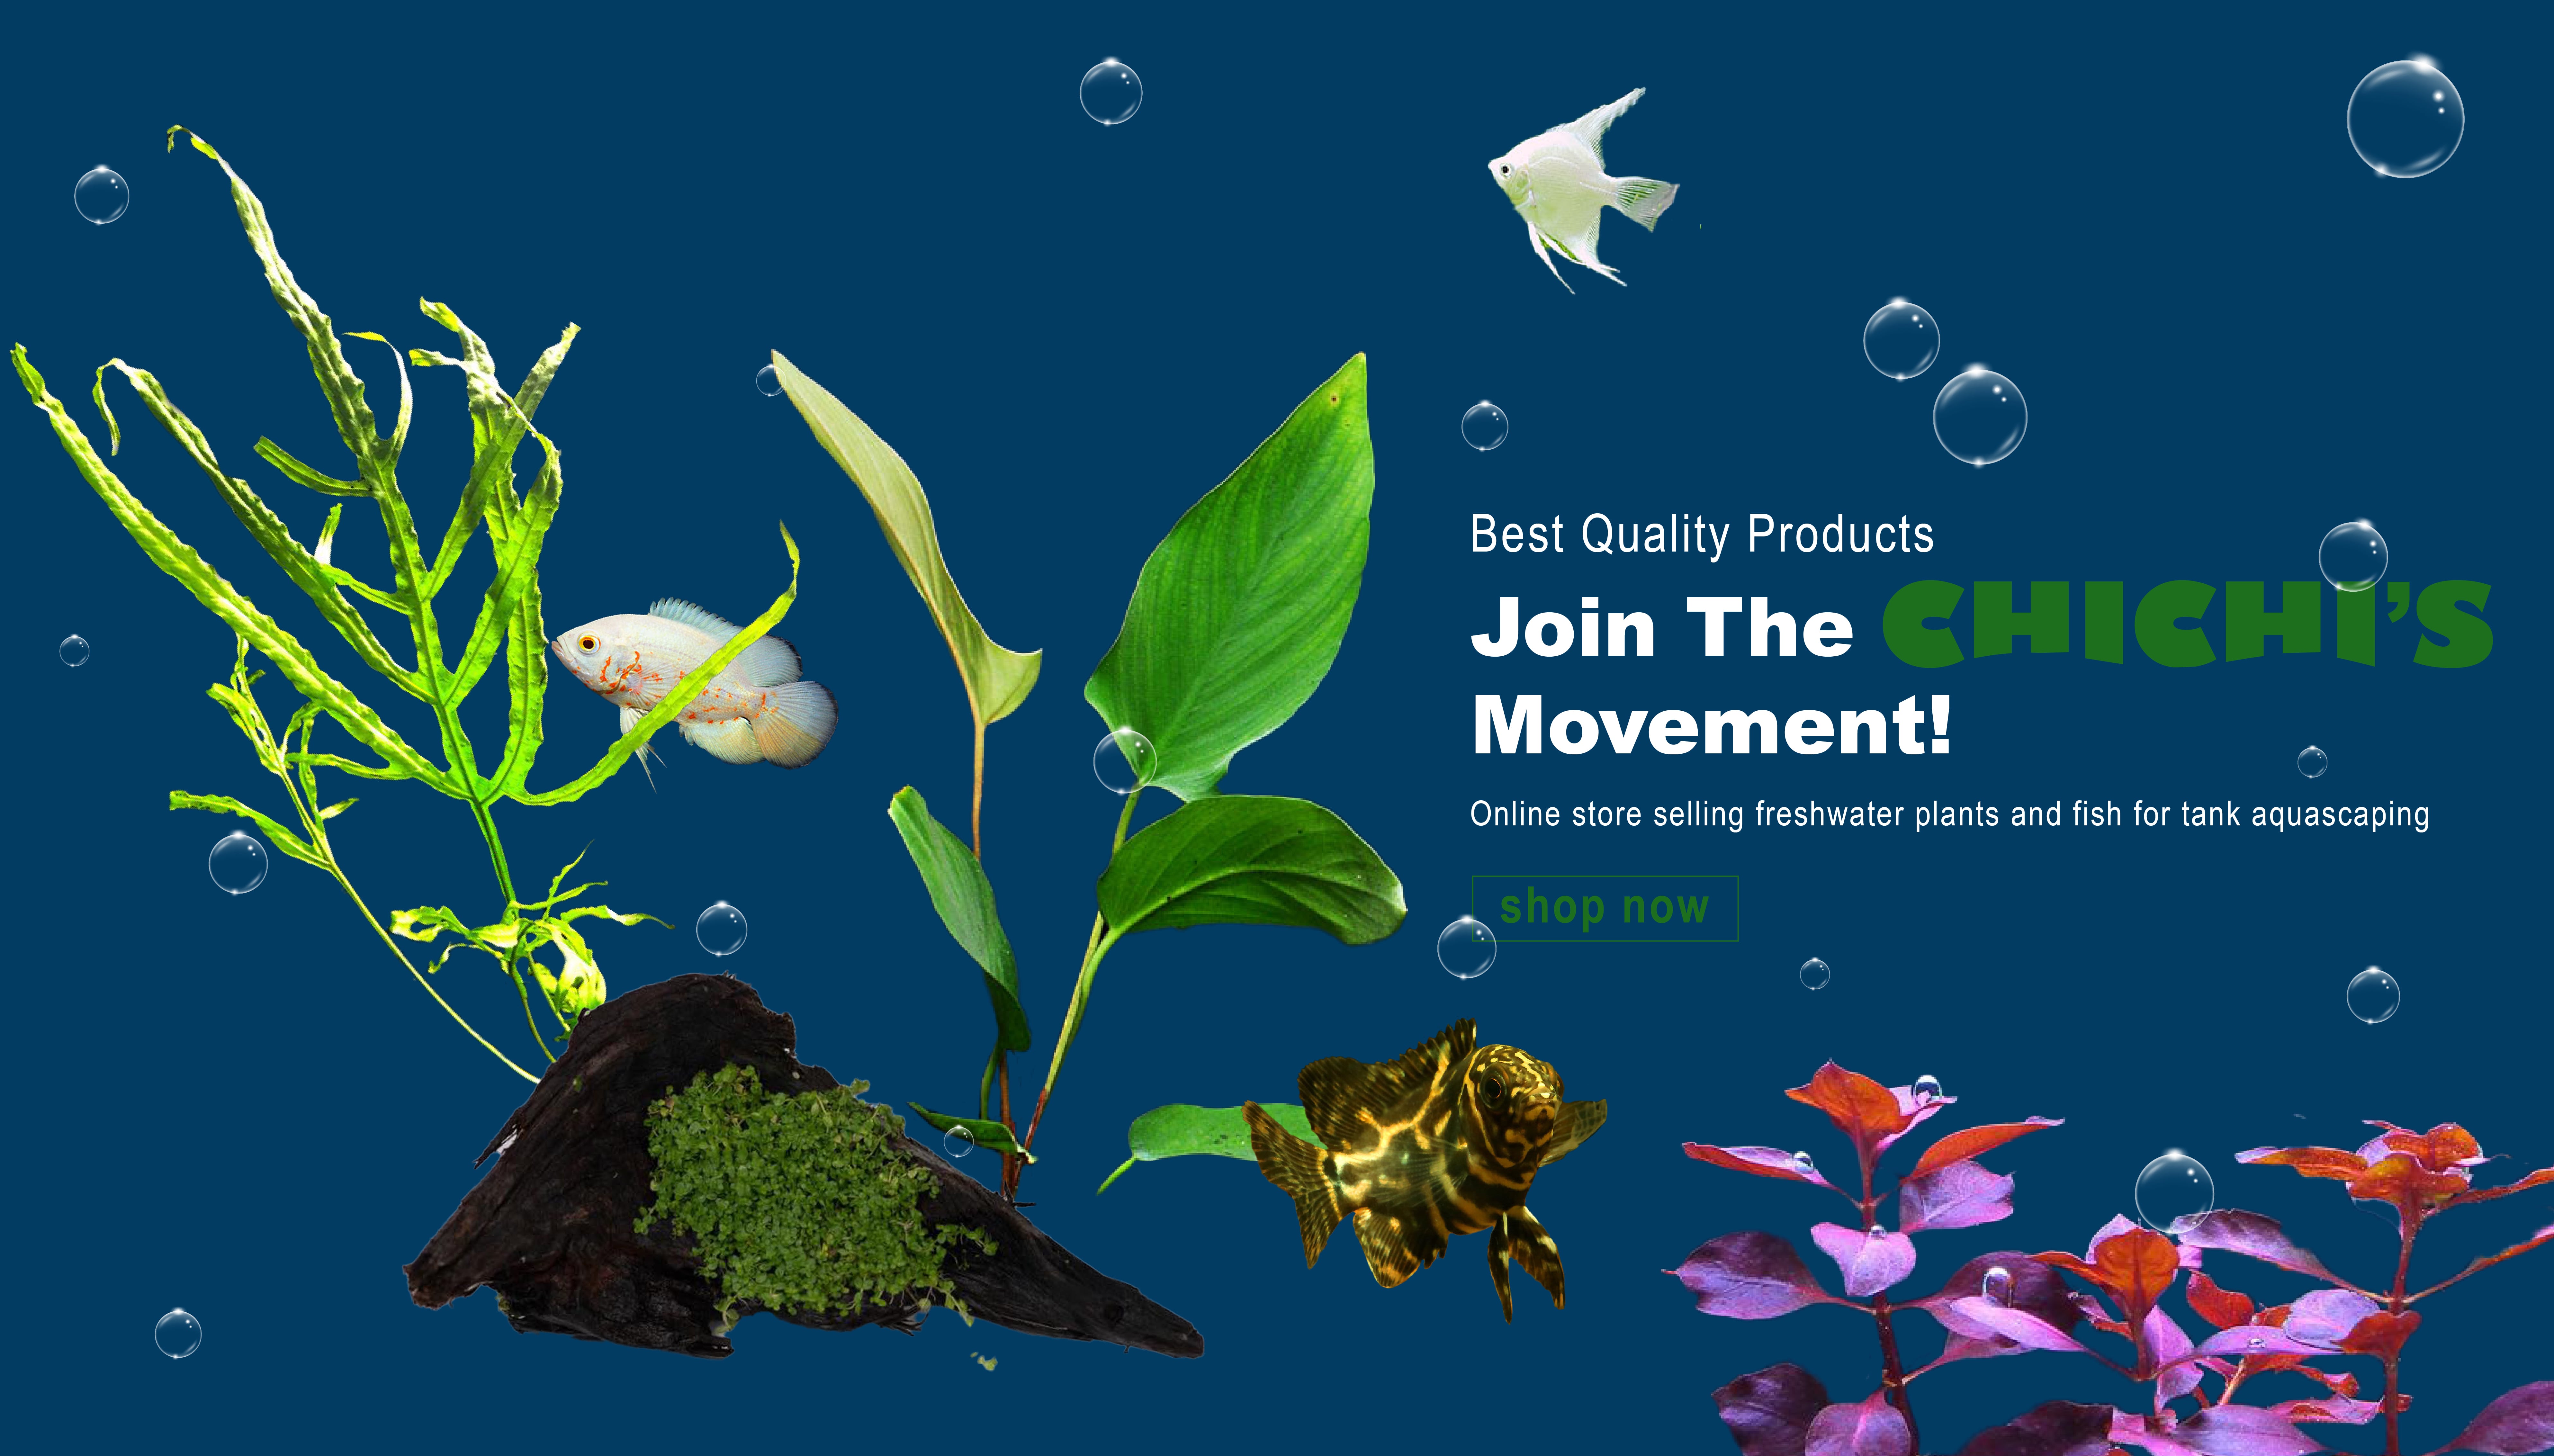 Best Quality Products
Join The CHICHI'S
Movement!
Online store selling freshwater plants and fish for tank aquascaping
shop now